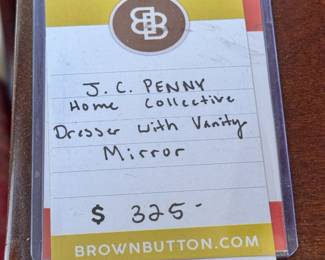 BB
J.C. PENNY
Home Collective
Dresser with Vanity
Mirror
$ 325-
BROWNBUTTON.COM